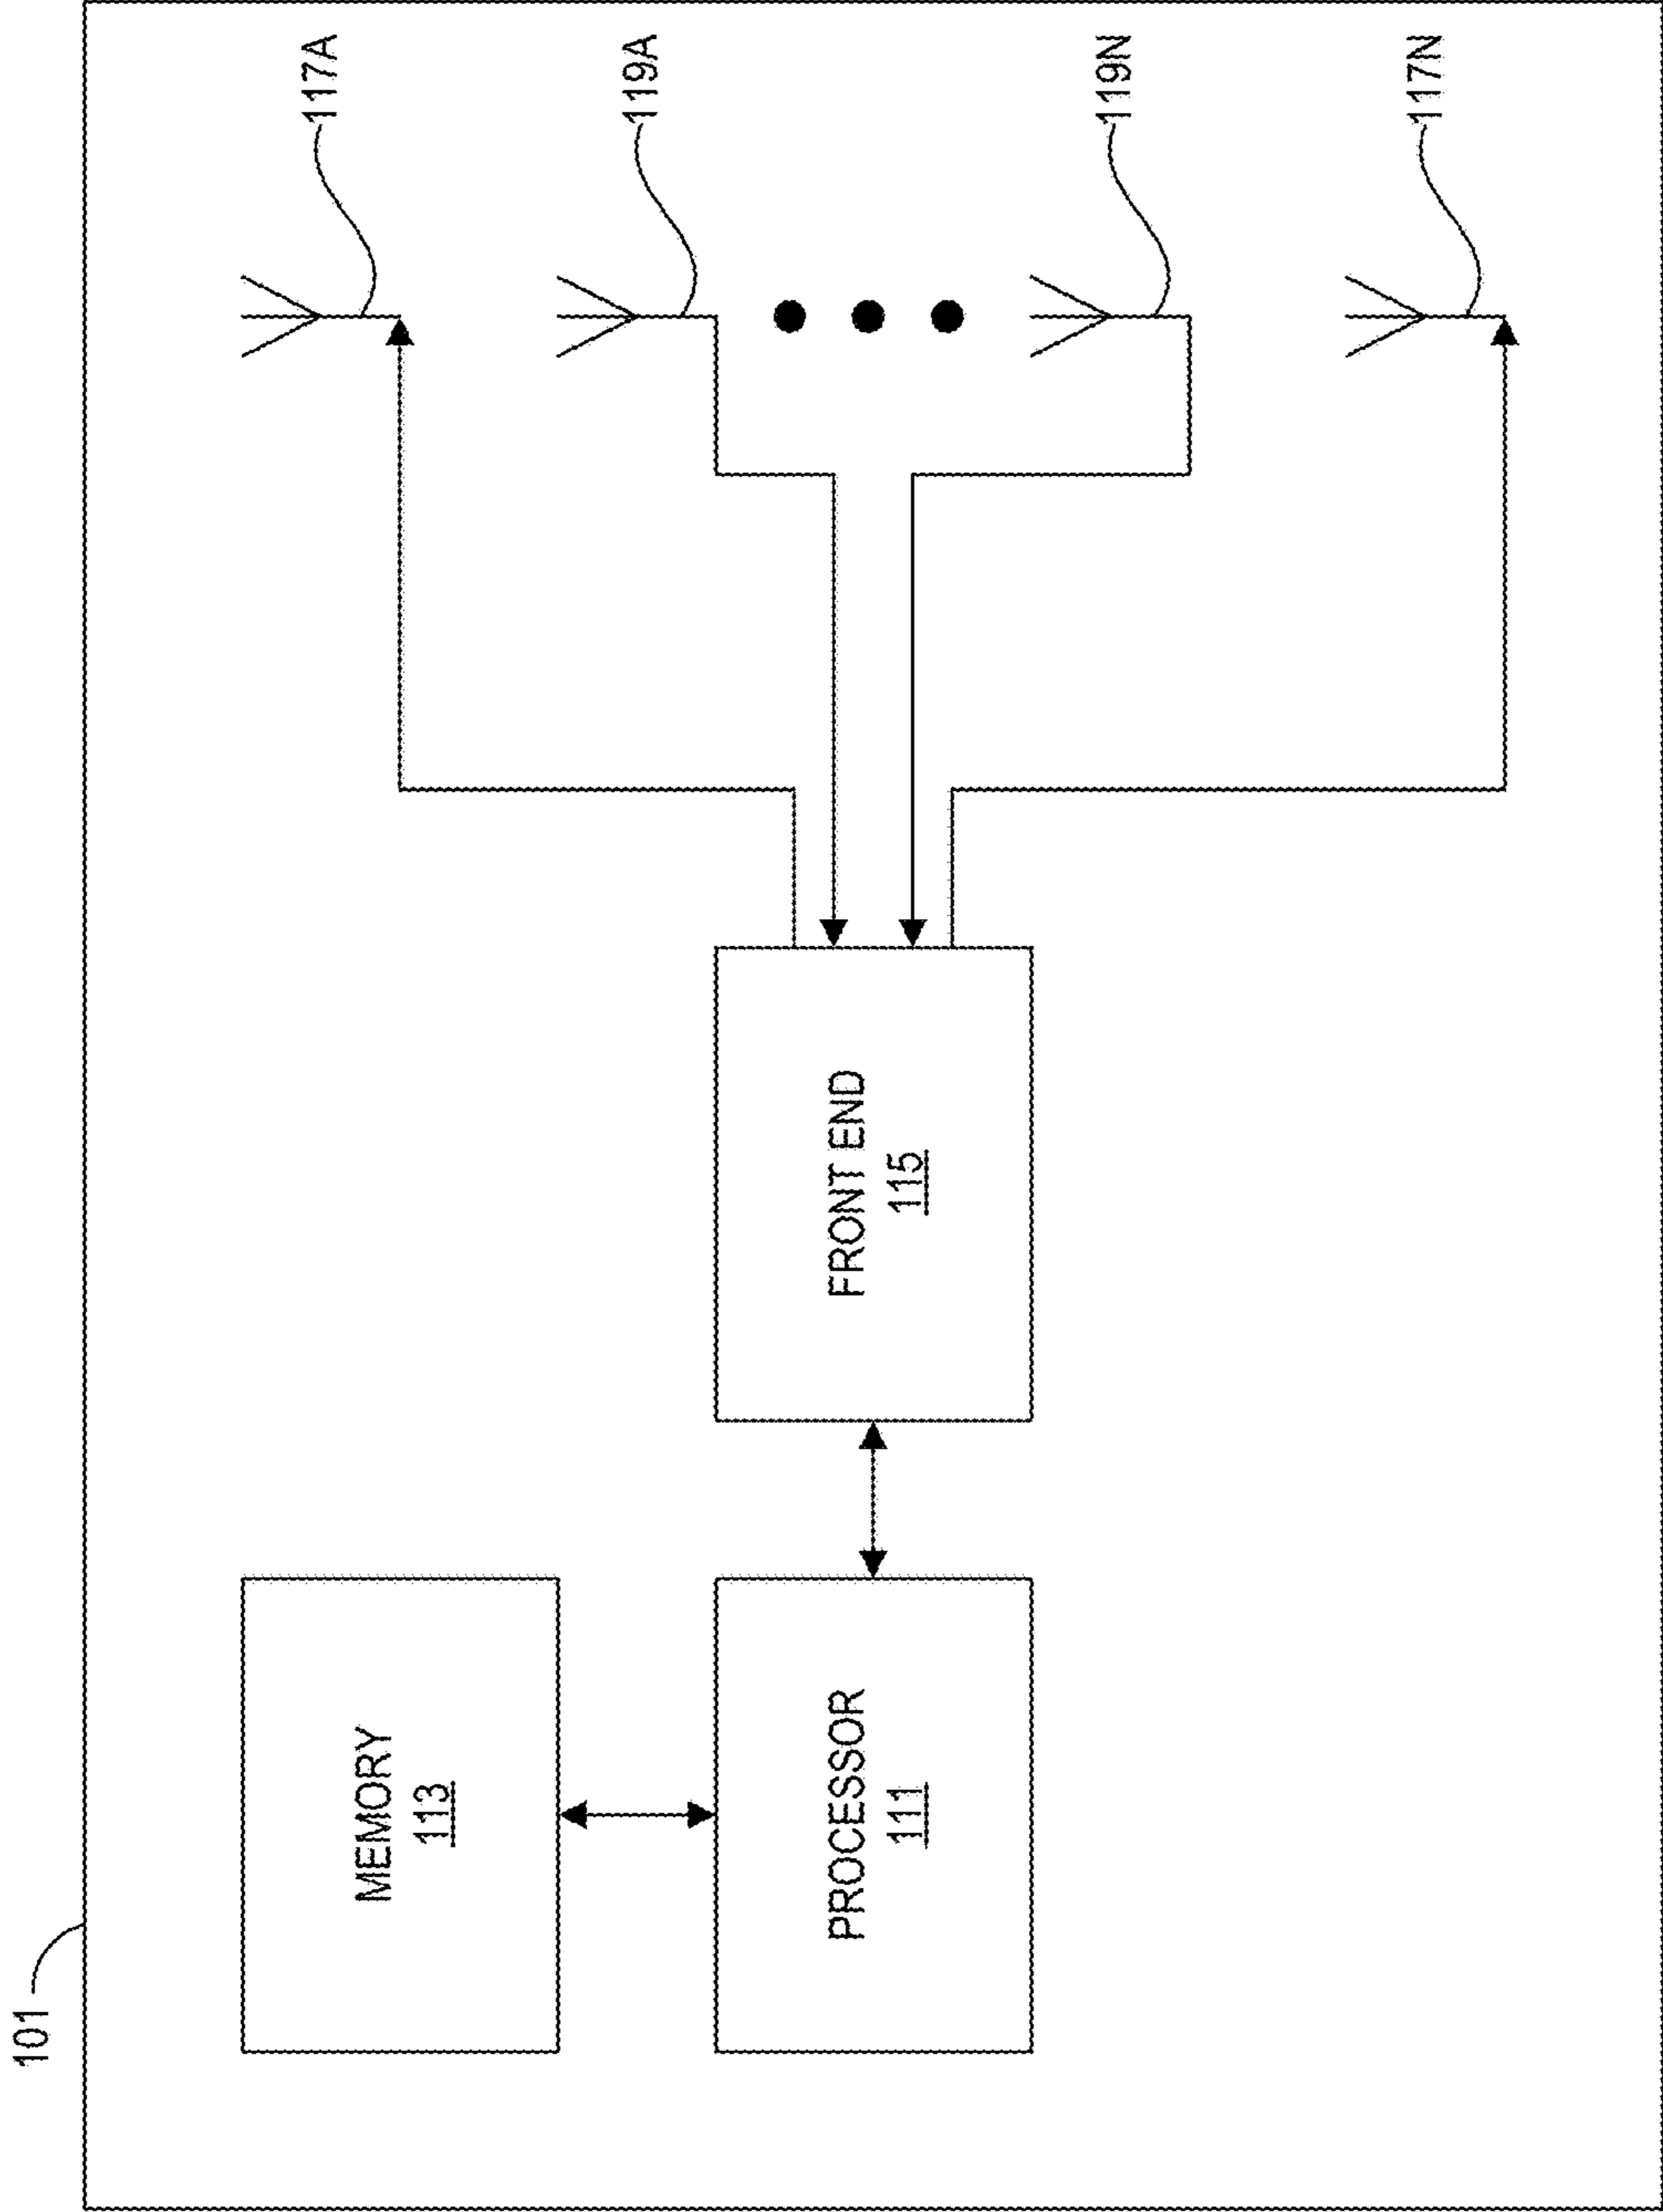 101
MEMORY
113
PROCESSOR
111
FRONT END
115
117A
119A
119N
117N